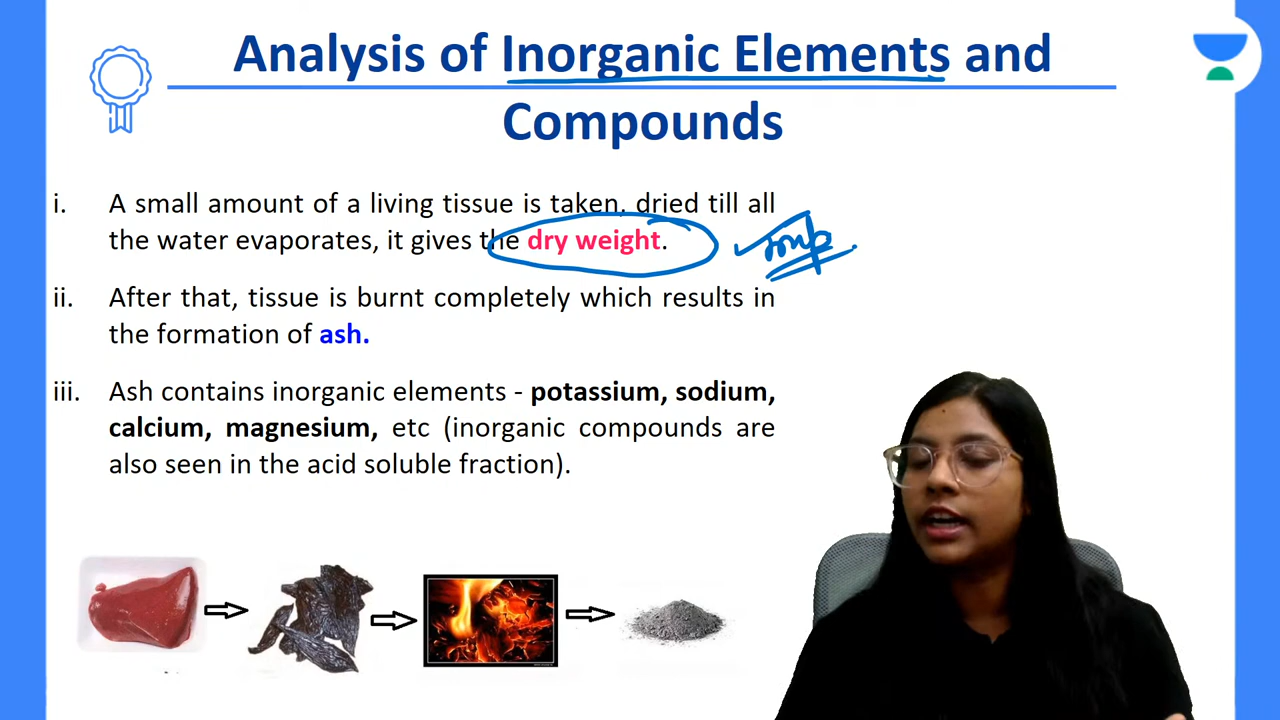 Analysis of Inorganic Elements and
Compounds
i. A small amount of a living tissue is taken, dried till all
the water evaporates, it gives the dry weight.
ii. After that, tissue is burnt completely which results in
the formation of ash.
iii. Ash contains inorganic elements - potassium, sodium,
calcium, magnesium, etc (inorganic compounds are
also seen in the acid soluble fraction).